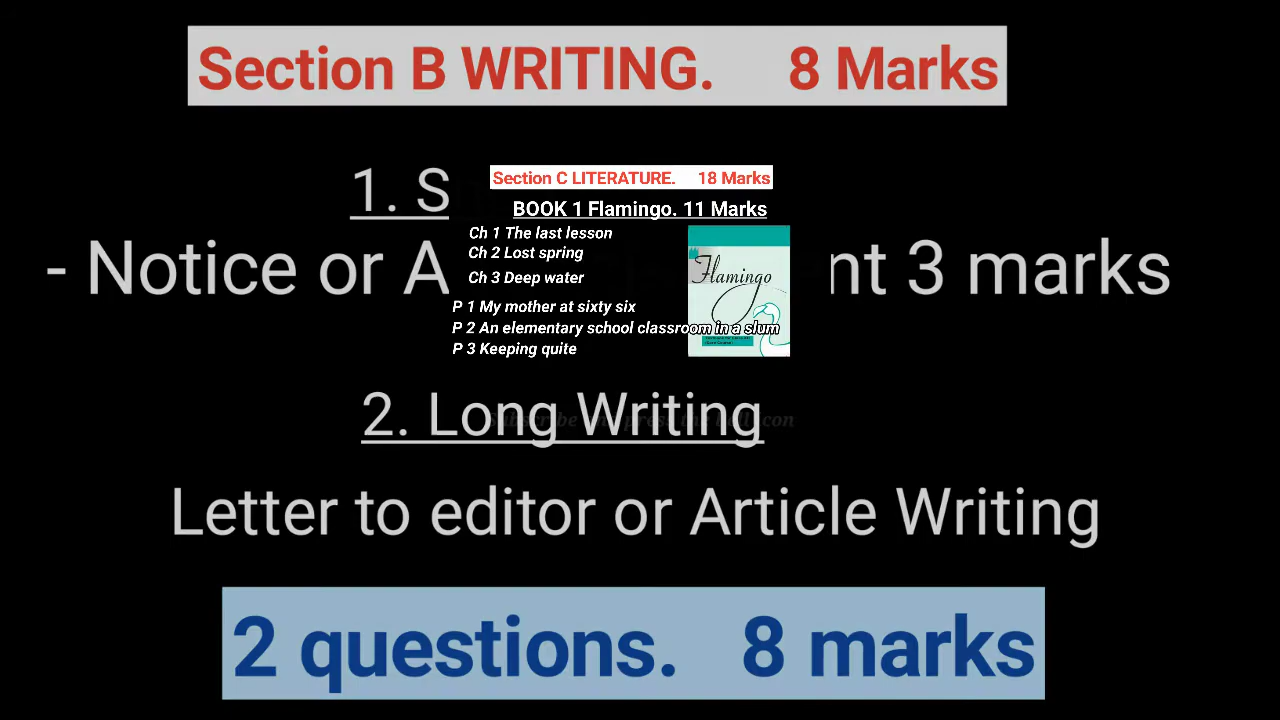 Section B WRITING. 8 Marks
1. S
Section C LITERATURE. 18 Marks
BOOK 1 Flamingo. 11 Marks
- Notice or A nt 3 marks
Ch 1 The last lesson
Ch 2 Lost spring
Ch 3 Deep water
P 1 My mother at sixty six
P 2 An elementary school classroom in a slum
P 3 Keeping quite
Flamingo
2. Long Writing
Letter to editor or Article Writing
2 questions. 8 marks